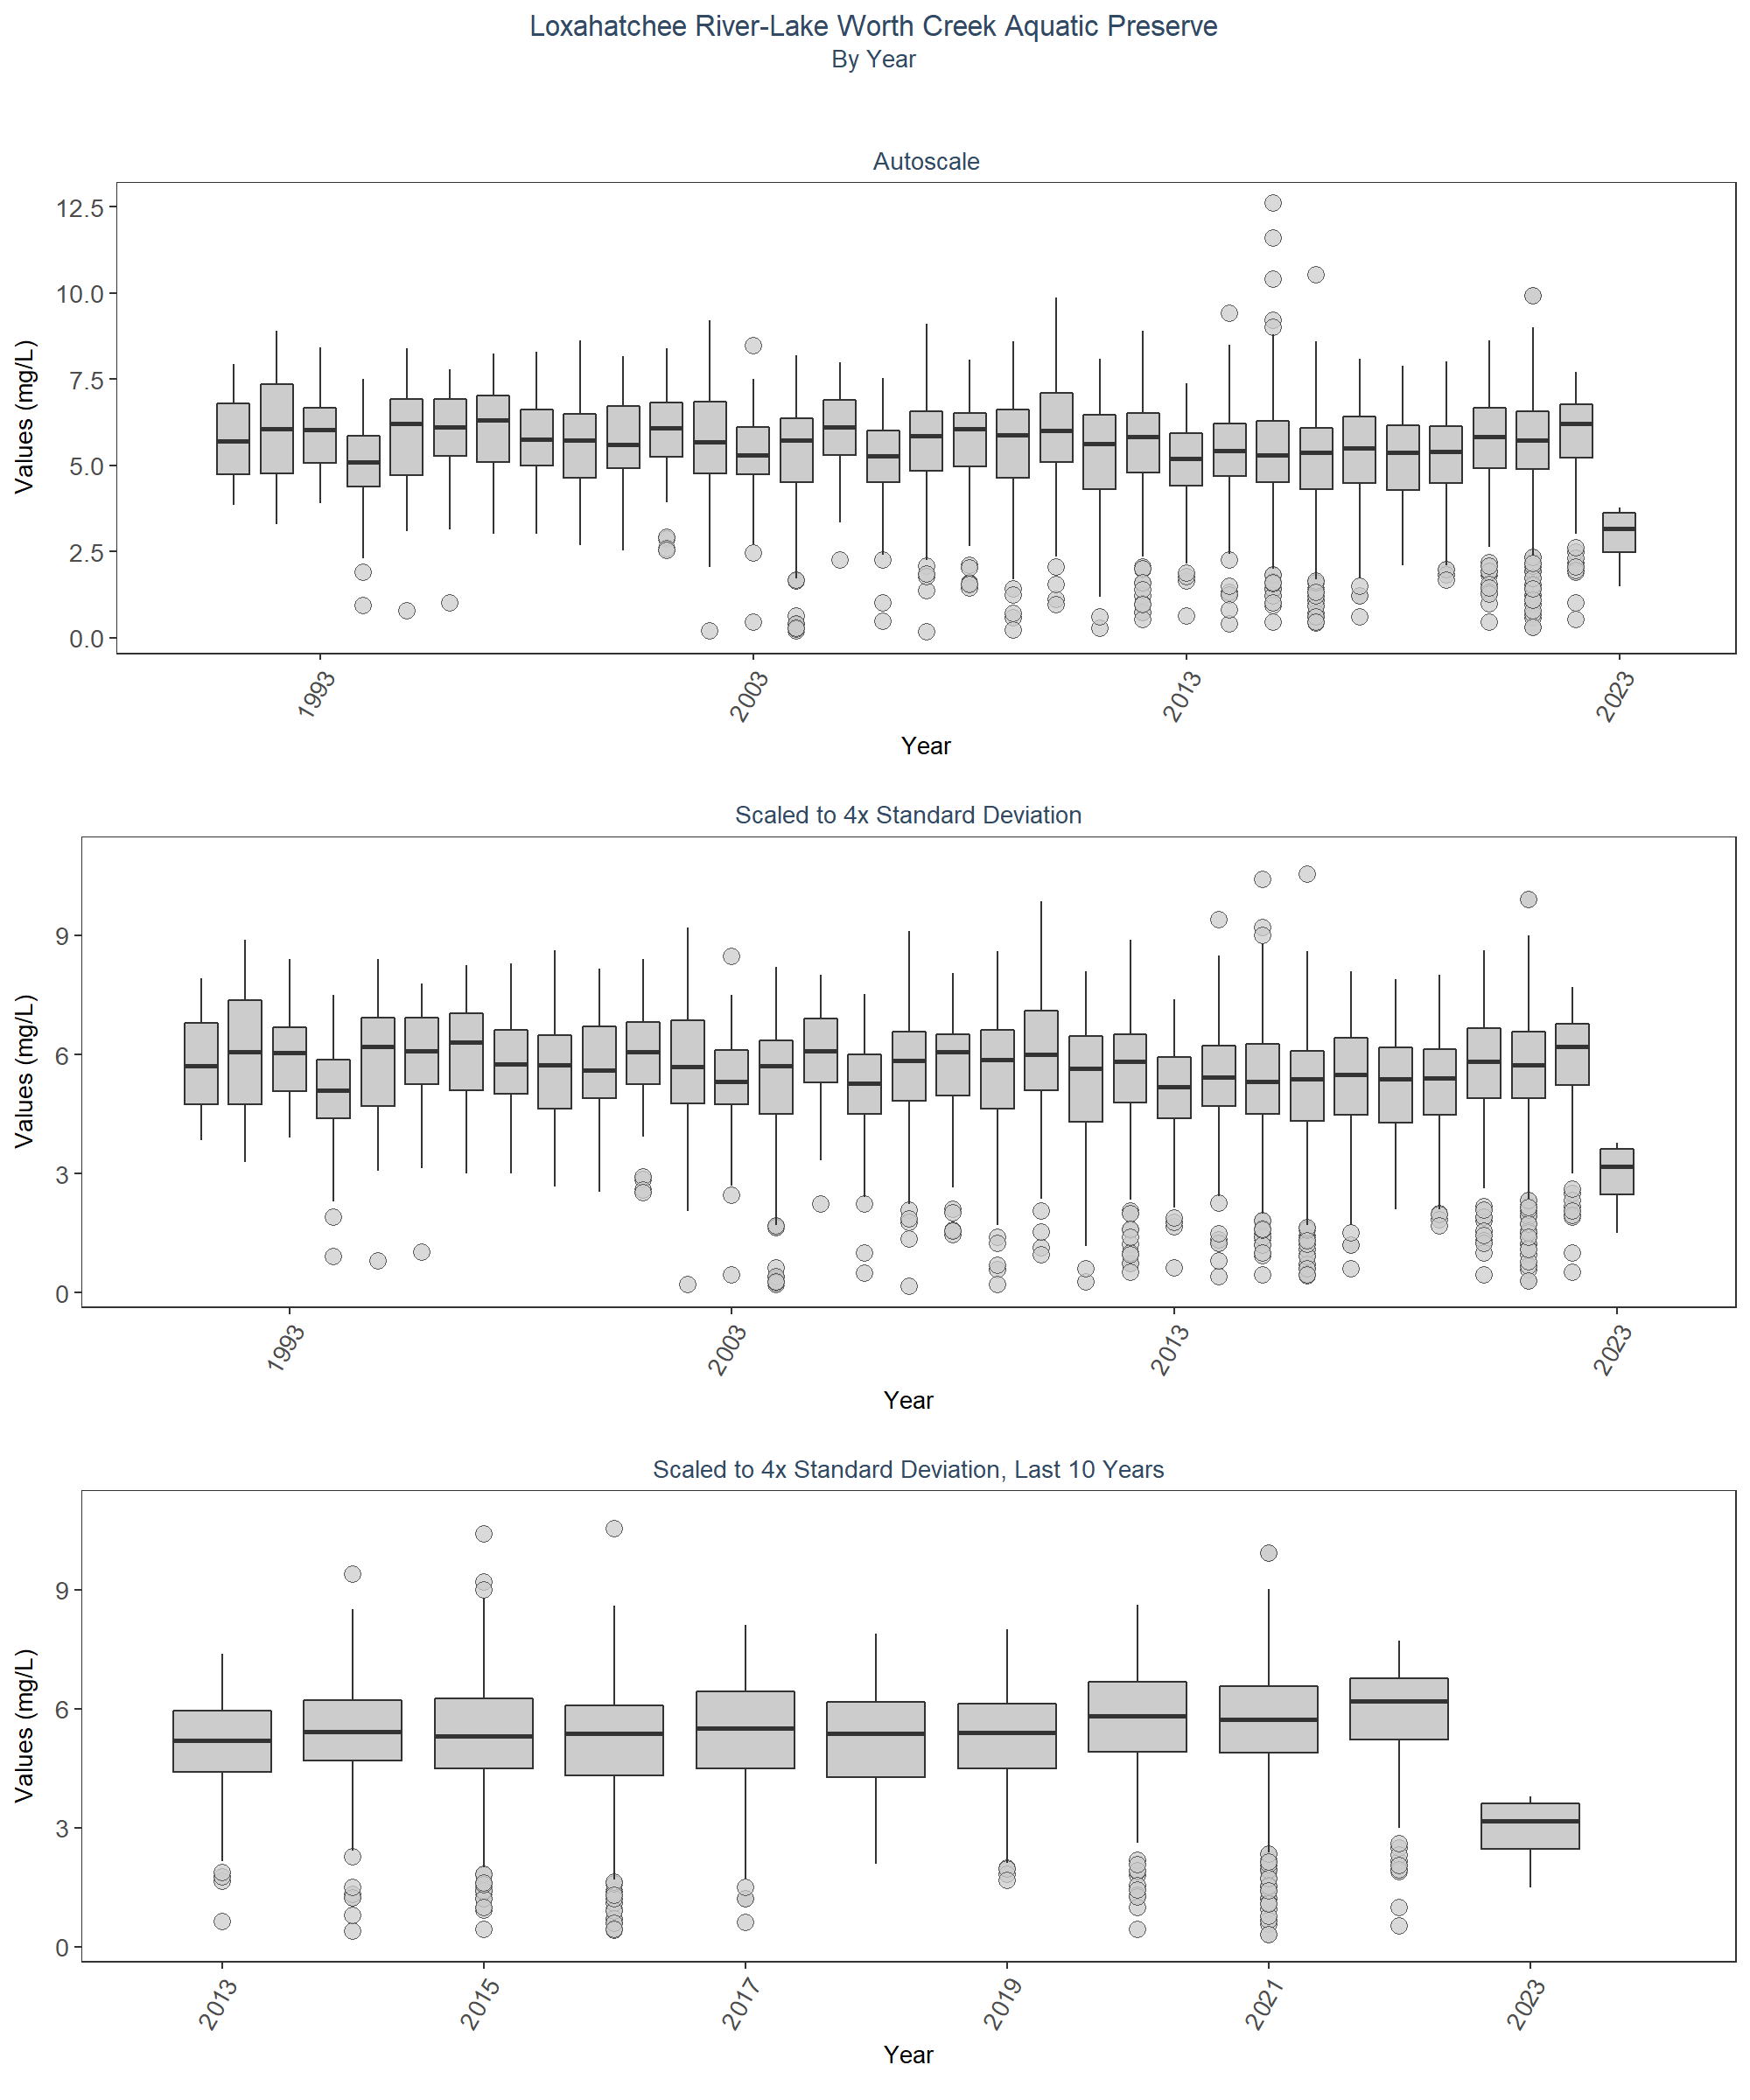 Loxahatchee River-Lake Worth Creek Aquatic Preserve
By Year
Autoscale
Values (mg/L)
12.5
10.0
7.5
5.0
2.5
0.0
1993
2003
2013
2023
Year
Scaled to 4x Standard Deviation
Values (mg/L)
9
6
3
0
1993
2003
2013
2023
Year
Scaled to 4x Standard Deviation, Last 10 Years
Values (mg/L)
9
6
3
0
2013
2015
2017
2019
2021
2023
Year